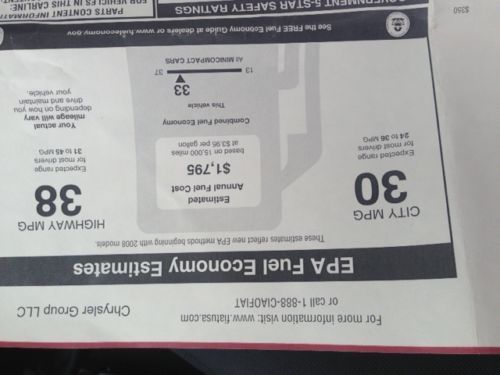 For more information visit: www.fiatusa.com
or call 1-888-CIAOFIAT
Chrysler Group LLC
EPA Fuel Economy Estimates
These estimates reflect new EPA methods beginning with 2008 models.
CITY MPG
30
Expected range
for most drivers
24 to 36 MPG
Estimated
Annual Fuel Cost
$1,795
based on 15,000 miles
at $3.95 per gallon
Combined Fuel Economy
This vehicle
33
13 37
All MINICOMPACT CARS
HIGHWAY MPG
38
Expected range
for most drivers
31 to 45 MPG
Your actual
mileage will vary
depending on how you
drive and maintain
your vehicle.
See the FREE Fuel Economy Guide at dealers or www.fueleconomy.gov
GOVERNMENT 5-STAR SAFETY RATINGS
PARTS CONTENT INFORMATION
FOR VEHICLES IN THIS CARLINE:
$350